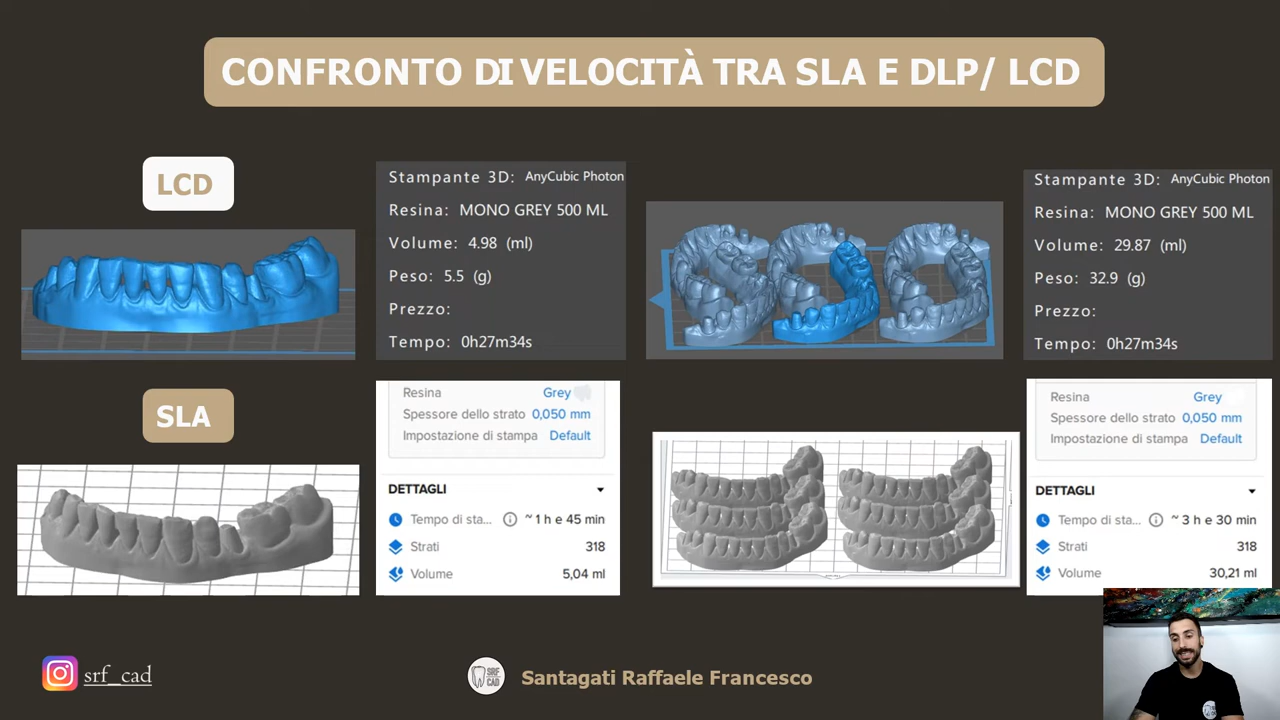 CONFRONTO DI VELOCITÀ TRA SLA E DLP/ LCD
LCD
Stampante 3D: AnyCubic Photon
Resina: MONO GREY 500 ML
Volume: 4.98 (ml)
Peso: 5.5 (g)
Prezzo:
Tempo: 0h27m34s
Stampante 3D: AnyCubic Photon
Resina: MONO GREY 500 ML
Volume: 29.87 (ml)
Peso: 32.9 (g)
Prezzo:
Tempo: 0h27m34s
SLA
Resina Grey
Spessore dello strato 0,050 mm
Impostazione di stampa Default
DETTAGLI
Tempo di sta... ~ 1 h e 45 min
Strati 318
Volume 5,04 ml
Resina Grey
Spessore dello strato 0,050 mm
Impostazione di stampa Default
DETTAGLI
Tempo di sta... ~ 3 h e 30 min
Strati 318
Volume 30,21 ml
srf_cad
SRF
CAD
Santagati Raffaele Francesco